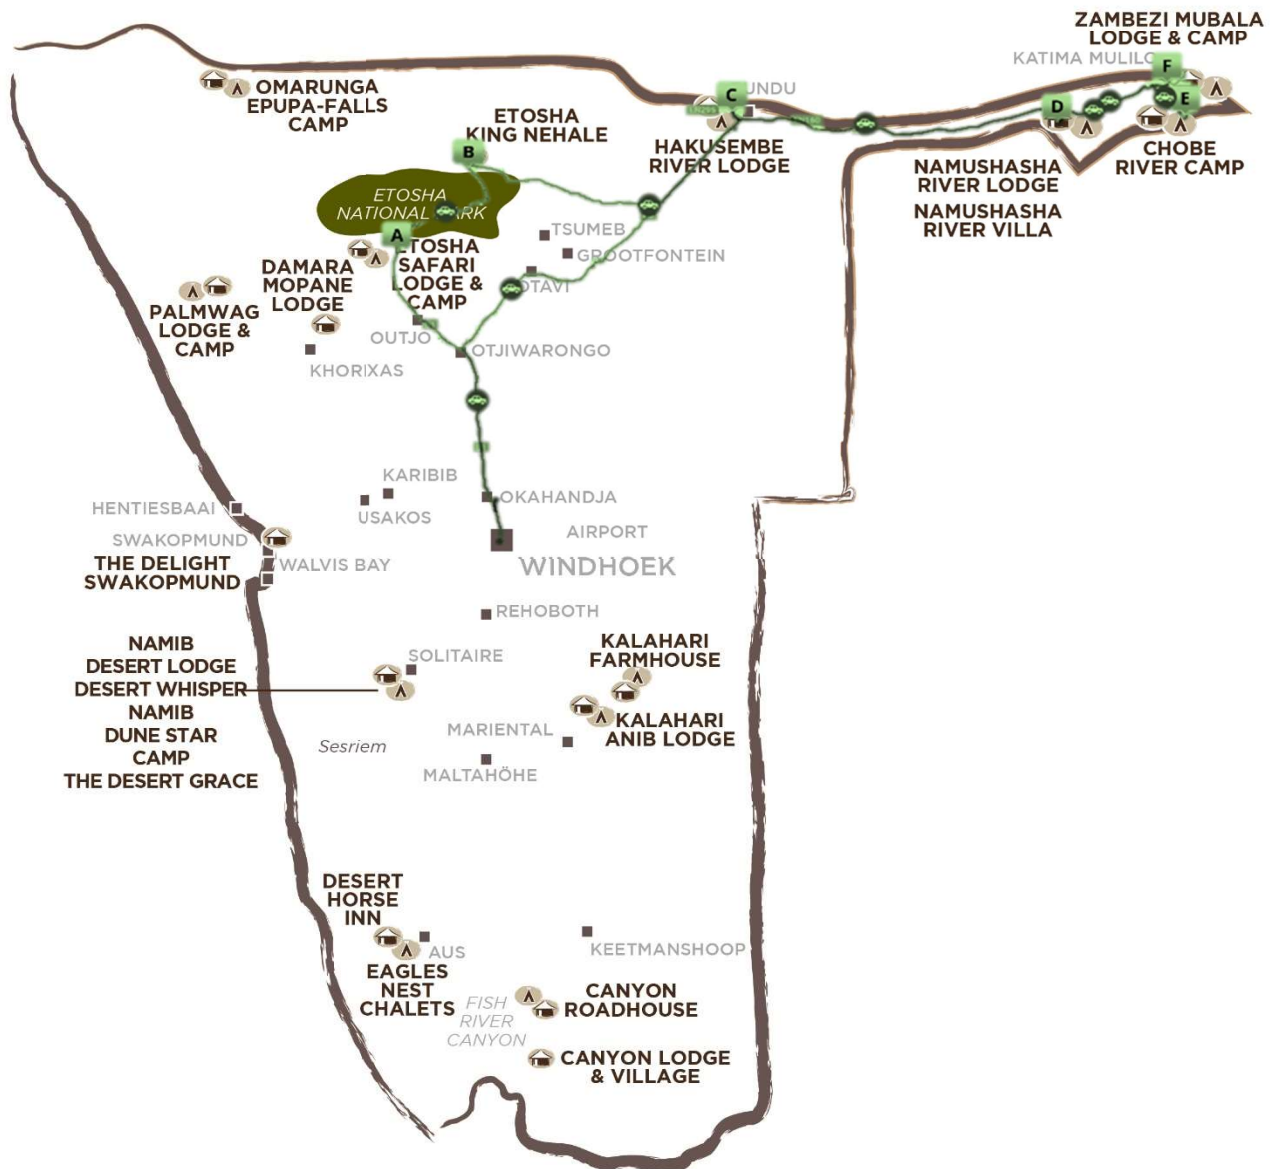 ZAMBEZI MUBALA
LODGE & CAMP
KATIMA MULILO
F
E
D
C
UNDU
OMARUNGA
EPUPA-FALLS
CAMP
ETOSHA
KING NEHALE
B
HAKUSEMBE
RIVER LODGE
CHOBE
RIVER CAMP
NAMUSHASHA
RIVER LODGE
NAMUSHASHA
RIVER VILLA
ETOSHA
NATIONAL ARK
A
TSUMEB
GROOTFONTEIN
OTAVI
ETOSHA
SAFARI
LODGE &
CAMP
DAMARA
MOPANE
LODGE
PALMWAG
LODGE &
CAMP
OUTJO
OTJIWARONGO
KHORIXAS
KARIBIB
USAKOS
OKAHANDJA
HENTIESBAAI
SWAKOPMUND
THE DELIGHT
SWAKOPMUND
WALVIS BAY
AIRPORT
WINDHOEK
REHOBOTH
NAMIB
DESERT LODGE
DESERT WHISPER
NAMIB
DUNE STAR
CAMP
THE DESERT GRACE
SOLITAIRE
KALAHARI
FARMHOUSE
KALAHARI
ANIB LODGE
Sesriem
MARIENTAL
MALTAHÖHE
DESERT
HORSE
INN
AUS
EAGLES
NEST
CHALETS
KEETMANSHOOP
FISH
RIVER
CANYON
CANYON
ROADHOUSE
CANYON LODGE
& VILLAGE